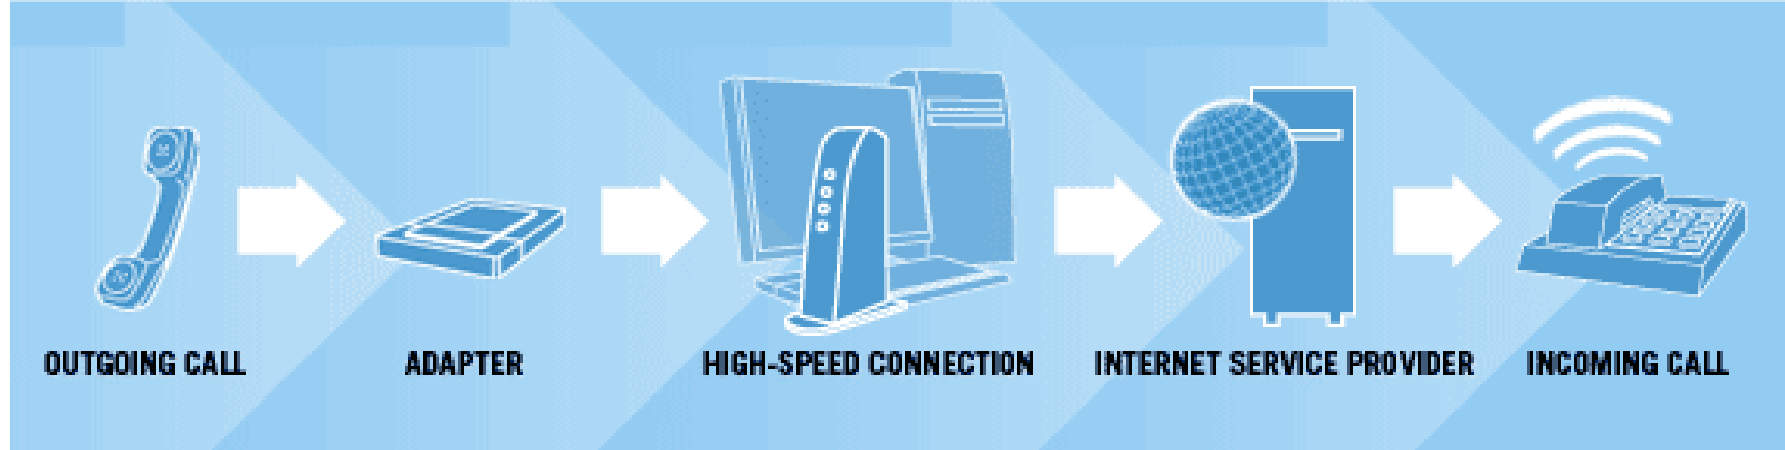 OUTGOING CALL
ADAPTER
HIGH-SPEED CONNECTION
INTERNET SERVICE PROVIDER
INCOMING CALL